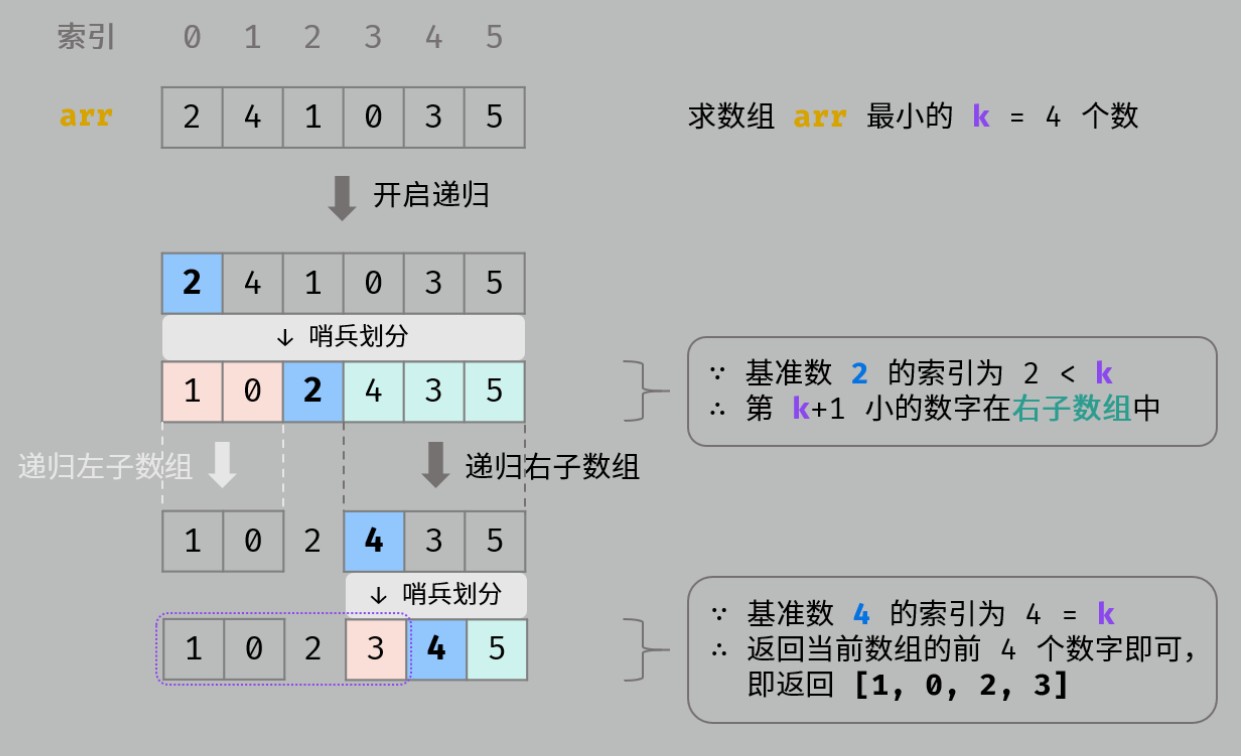 索引 0 1 2 3 4 5
arr 2 4 1 0 3 5
求数组 arr 最小的 k = 4 个数
开启递归
2 4 1 0 3 5
↓ 哨兵划分
1 0 2 4 3 5
∵ 基准数 2 的索引为 2 < k
∴ 第 k+1 小的数字在右子数组中
递归左子数组 递归右子数组
1 0 2 4 3 5
↓ 哨兵划分
1 0 2 3 4 5
∵ 基准数 4 的索引为 4 = k
∴ 返回当前数组的前 4 个数字即可,
即返回 [1, 0, 2, 3]